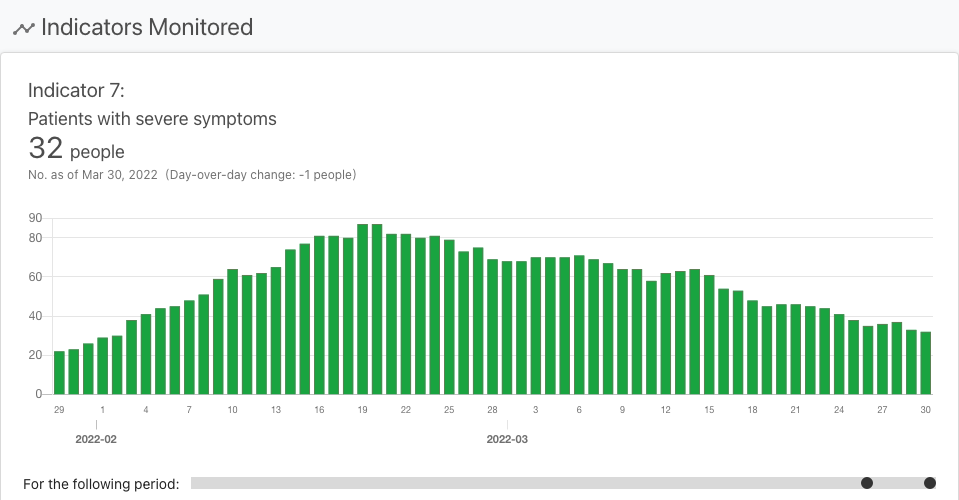 Indicators Monitored
Indicator 7:
Patients with severe symptoms
32 people
No. as of Mar 30, 2022 (Day-over-day change: -1 people)
90
80
60
40
20
0
29 1 4 7 10 13 16 19 22 25 28 3 6 9 12 15 18 21 24 27 30
2022-02 2022-03
For the following period: